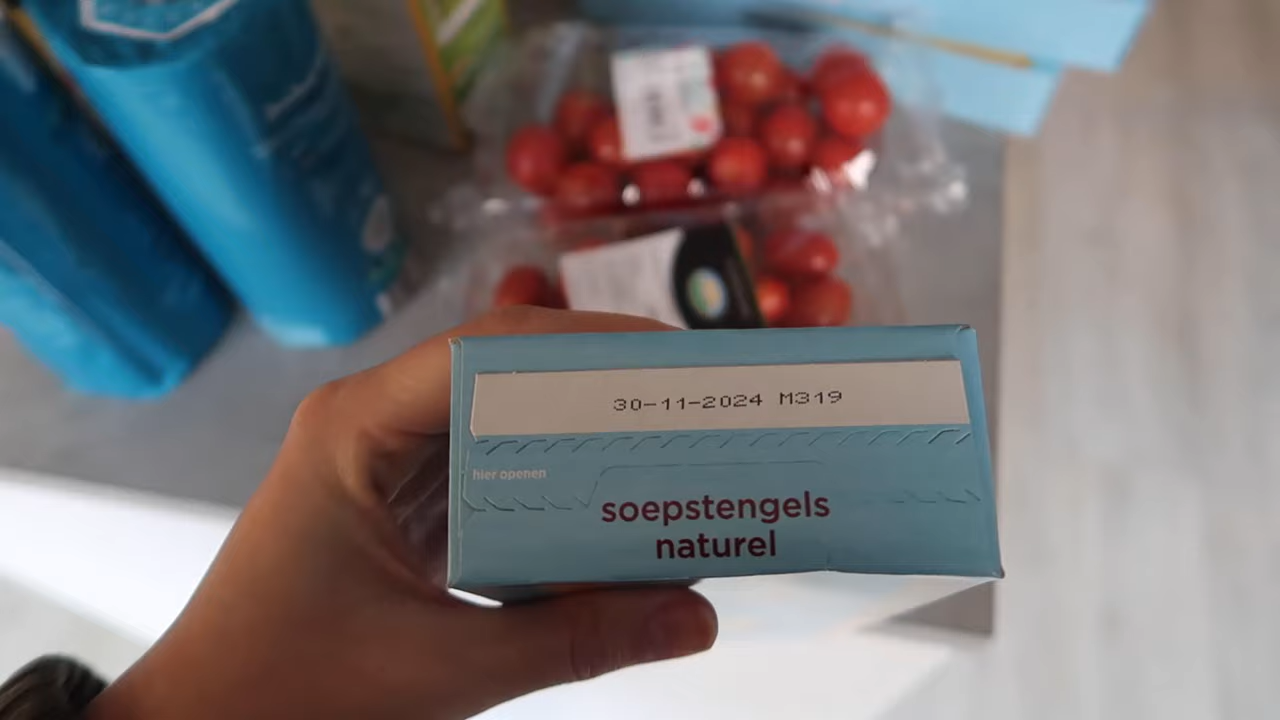 30-11-2024 M319
hier openen
soepstengels
naturel